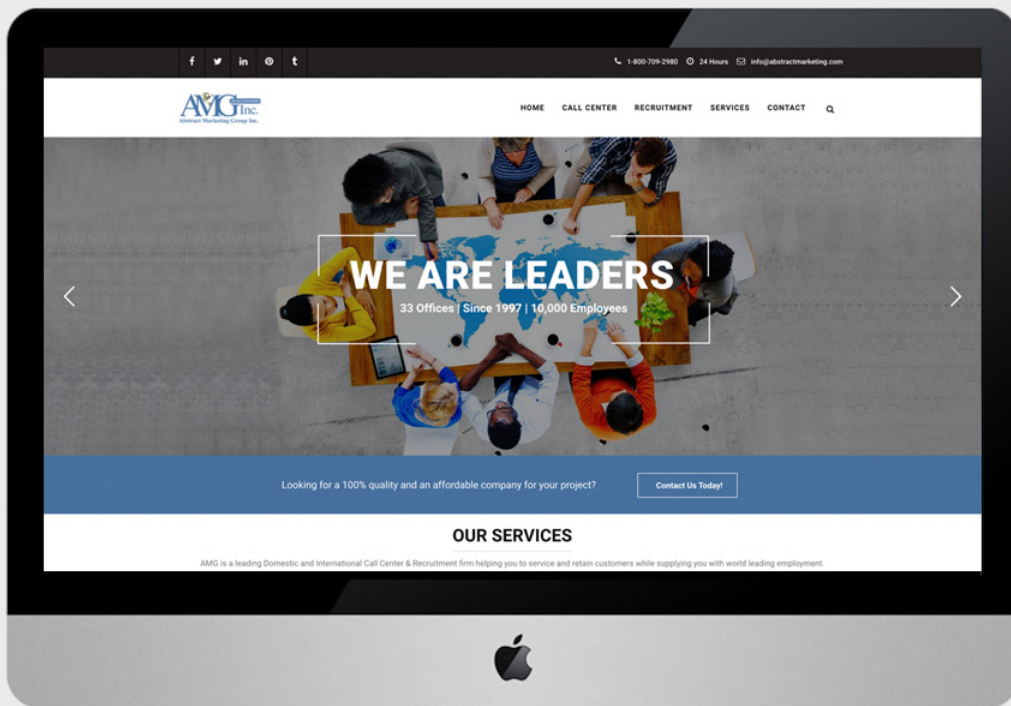 1-800-709-2980 24 Hours info@abstractmarketing.com
AMG Inc.
Abstract Marketing Group Inc.
HOME CALL CENTER RECRUITMENT SERVICES CONTACT
WE ARE LEADERS
33 Offices | Since 1997 | 10,000 Employees
Looking for a 100% quality and an affordable company for your project? Contact Us Today!
OUR SERVICES
AMG is a leading Domestic and International Call Center & Recruitment firm helping you to service and retain customers while supplying you with world leading employment.